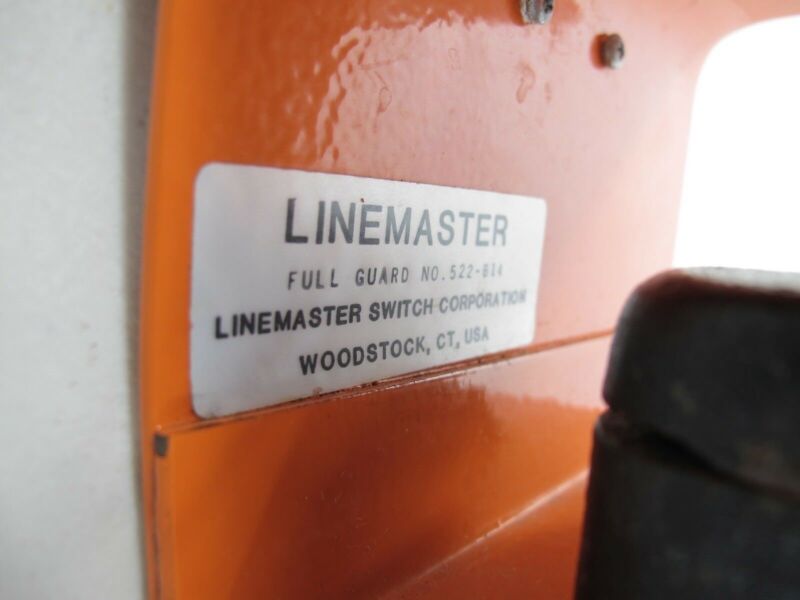 LINEMASTER
FULL GUARD NO. 522-B14
LINEMASTER SWITCH CORPORATION
WOODSTOCK, CT, USA